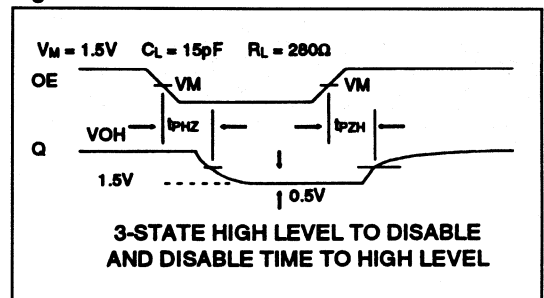 VM = 1.5V CL = 15pF RL = 280Ω
OE VM VM
tPHZ tPZH
VOH
Q
1.5V 0.5V
3-STATE HIGH LEVEL TO DISABLE
AND DISABLE TIME TO HIGH LEVEL